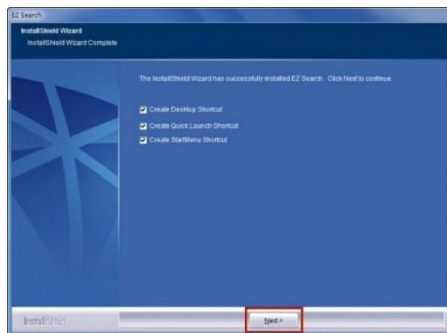 EZ Search
InstallShield Wizard
InstallShield Wizard Complete
The InstallShield Wizard has successfully installed EZ Search. Click Next to continue.
Create Desktop Shortcut
Create Quick Launch Shortcut
Create StartMenu Shortcut
InstallShield
Next >